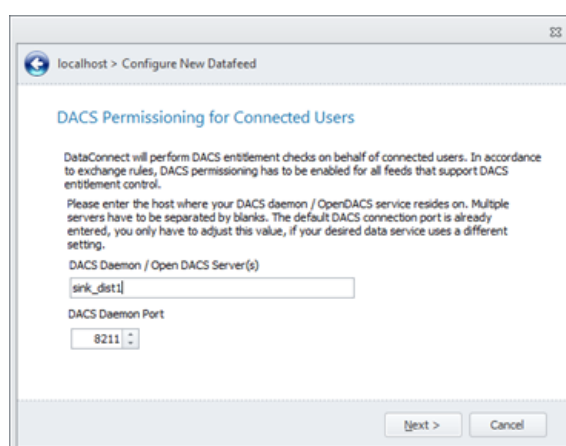 localhost > Configure New Datafeed
DACS Permissioning for Connected Users
DataConnect will perform DACS entitlement checks on behalf of connected users. In accordance
to exchange rules, DACS permissioning has to be enabled for all feeds that support DACS
entitlement control.
Please enter the host where your DACS daemon / OpenDACS service resides on. Multiple
servers have to be separated by blanks. The default DACS connection port is already
entered, you only have to adjust this value, if your desired data service uses a different
setting.
DACS Daemon / Open DACS Server(s)
sink_dist1
DACS Daemon Port
8211
Next > Cancel